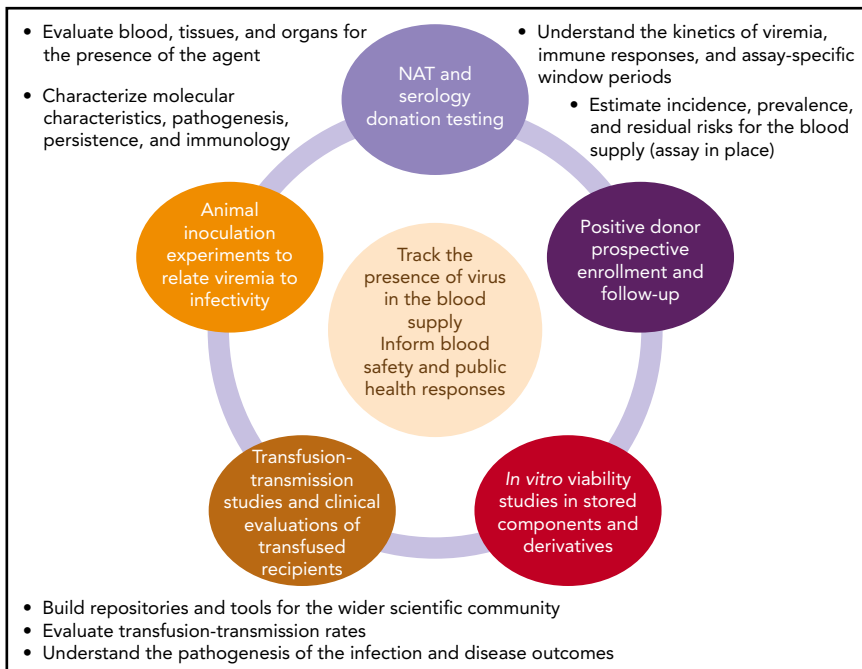 • Evaluate blood, tissues, and organs for
the presence of the agent
• Characterize molecular
characteristics, pathogenesis,
persistence, and immunology
NAT and
serology
donation testing
• Understand the kinetics of viremia,
immune responses, and assay-specific
window periods
• Estimate incidence, prevalence,
and residual risks for the blood
supply (assay in place)
Animal
inoculation
experiments to
relate viremia to
infectivity
Track the
presence of virus
in the blood
supply
Inform blood
safety and public
health responses
Positive donor
prospective
enrollment and
follow-up
Transfusion-
transmission
studies and clinical
evaluations of
transfused
recipients
In vitro viability
studies in stored
components and
derivatives
• Build repositories and tools for the wider scientific community
• Evaluate transfusion-transmission rates
• Understand the pathogenesis of the infection and disease outcomes